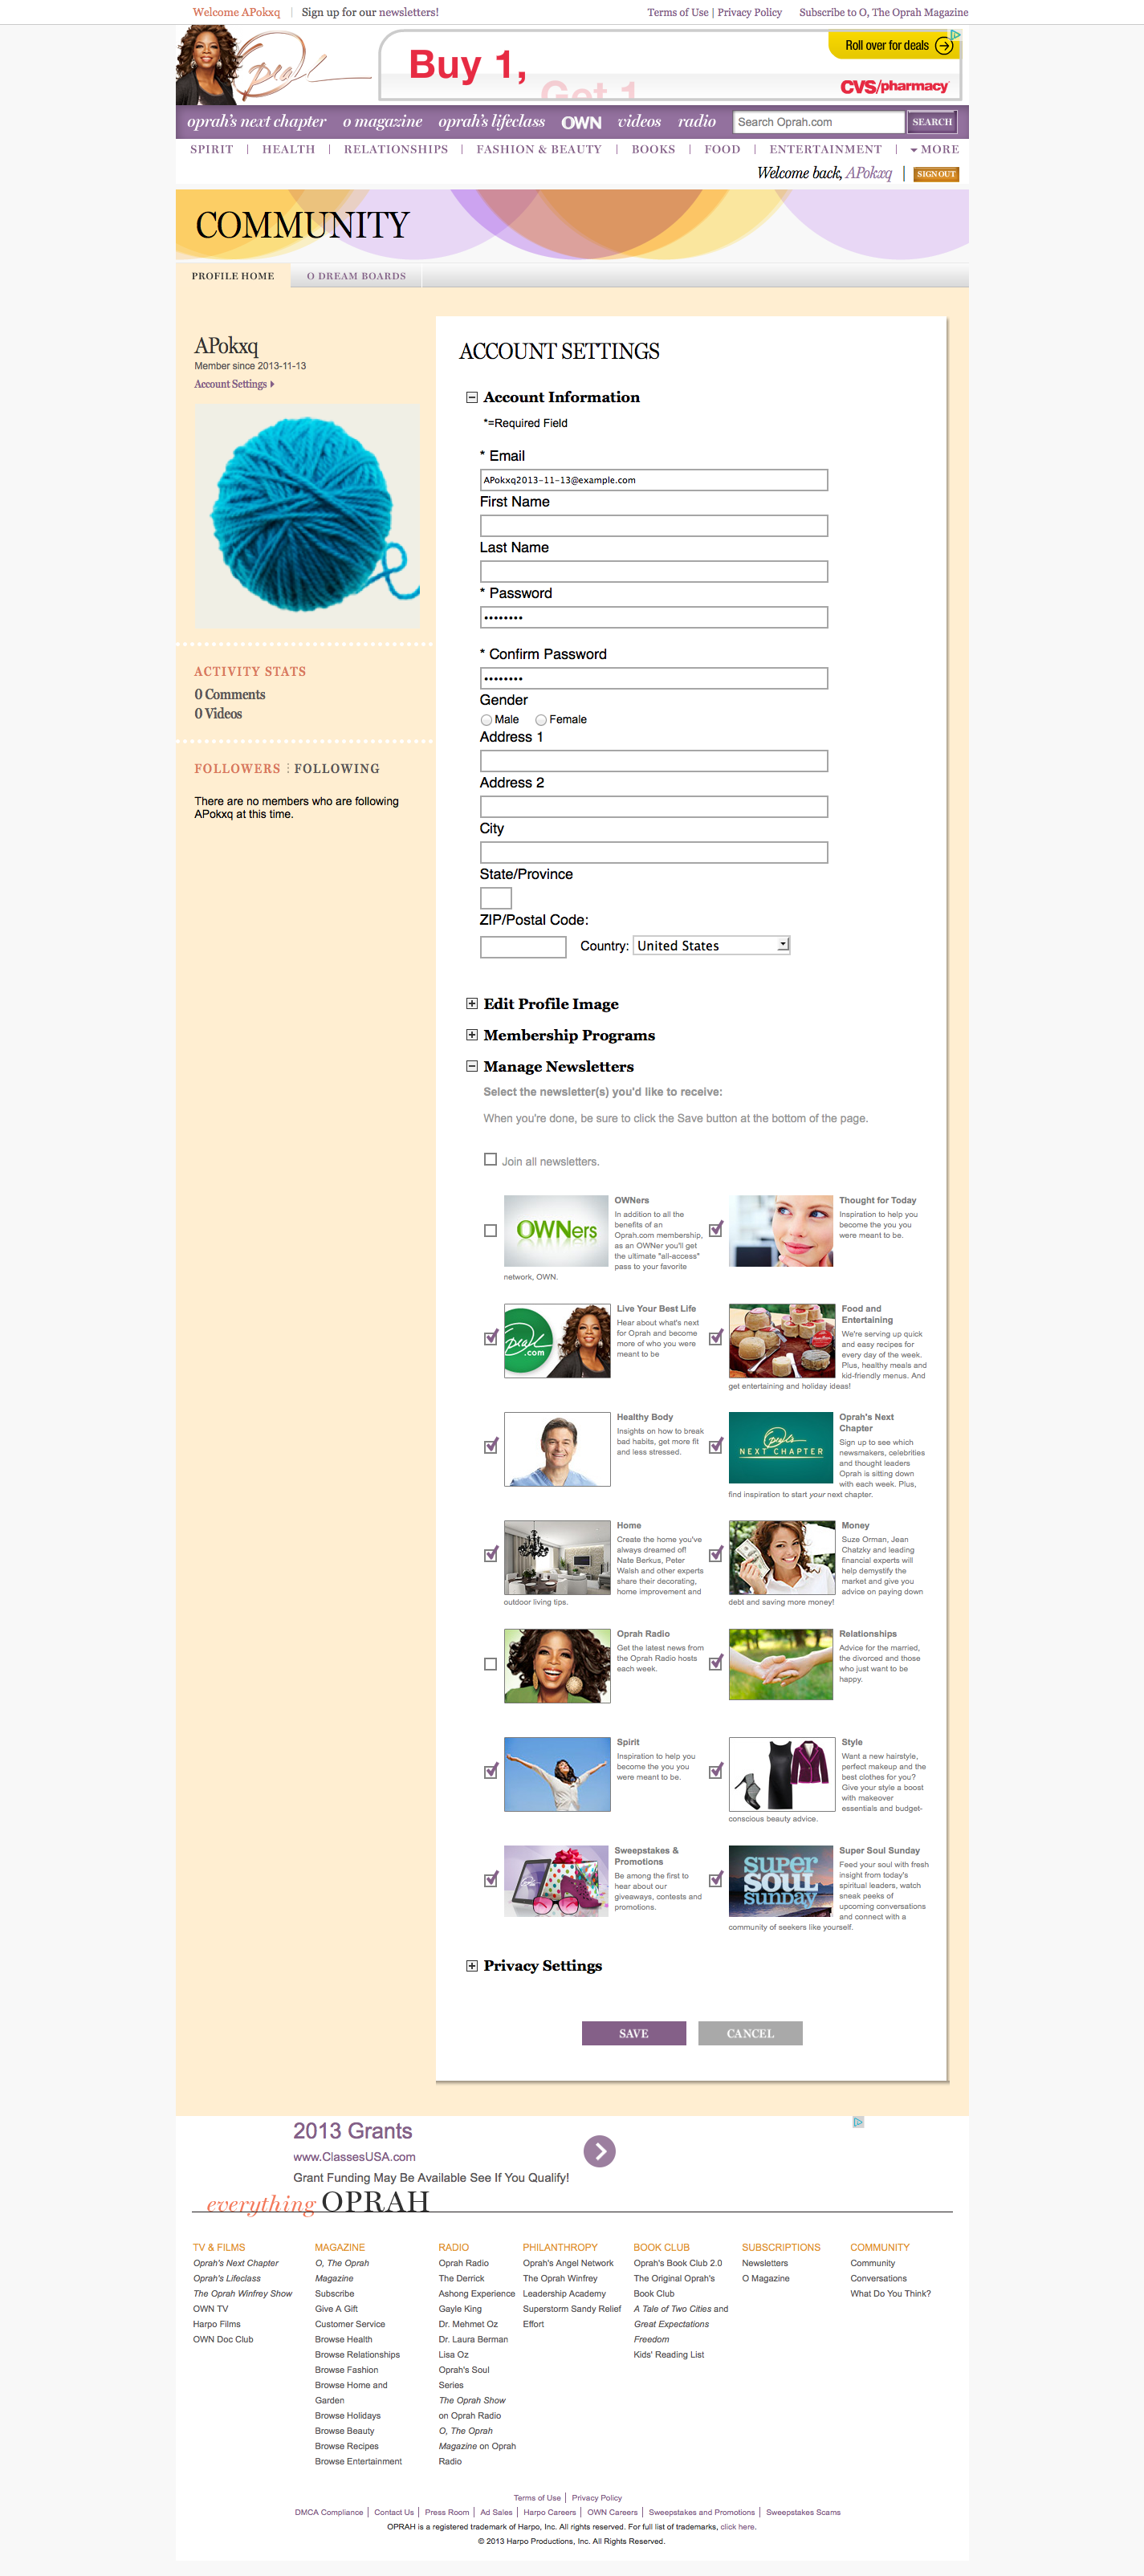 Welcome APokxq | Sign up for our newsletters!
Terms of Use | Privacy Policy
Subscribe to O, The Oprah Magazine
Oprah
Buy 1,
Get 1
Roll over for deals
CVS/pharmacy
oprah's next chapter
o magazine
oprah's lifeclass
OWN
videos
radio
Search Oprah.com
SEARCH
SPIRIT | HEALTH | RELATIONSHIPS | FASHION & BEAUTY | BOOKS | FOOD | ENTERTAINMENT | MORE
Welcome back, APokxq
SIGN OUT
COMMUNITY
PROFILE HOME
O DREAM BOARDS
APokxq
Member since 2013-11-13
Account Settings
ACTIVITY STATS
0 Comments
0 Videos
FOLLOWERS
FOLLOWING
There are no members who are following
APokxq at this time.
ACCOUNT SETTINGS
Account Information
*=Required Field
* Email
APokxq2013-11-13@example.com
First Name
Last Name
* Password
••••••••
* Confirm Password
••••••••
Gender
Male
Female
Address 1
Address 2
City
State/Province
ZIP/Postal Code:
Country:
United States
Edit Profile Image
Membership Programs
Manage Newsletters
Select the newsletter(s) you'd like to receive:
When you're done, be sure to click the Save button at the bottom of the page.
Join all newsletters.
OWNers
OWNers
In addition to all the
benefits of an
Oprah.com membership,
as an OWNer you'll get
the ultimate "all-access"
pass to your favorite
network, OWN.
Thought for Today
Inspiration to help you
become the you you
were meant to be.
Oprah
.com
Live Your Best Life
Hear about what's next
for Oprah and become
more of who you were
meant to be
Food and
Entertaining
We're serving up quick
and easy recipes for
every day of the week.
Plus, healthy meals and
kid-friendly menus. And
get entertaining and holiday ideas!
Healthy Body
Insights on how to break
bad habits, get more fit
and less stressed.
Oprah's
NEXT CHAPTER
Oprah's Next
Chapter
Sign up to see which
newsmakers, celebrities
and thought leaders
Oprah is sitting down
with each week. Plus,
find inspiration to start your next chapter.
Home
Create the home you've
always dreamed of!
Nate Berkus, Peter
Walsh and other experts
share their decorating,
home improvement and
outdoor living tips.
Money
Suze Orman, Jean
Chatzky and leading
financial experts will
help demystify the
market and give you
advice on paying down
debt and saving more money!
Oprah Radio
Get the latest news from
the Oprah Radio hosts
each week.
Relationships
Advice for the married,
the divorced and those
who just want to be
happy.
Spirit
Inspiration to help you
become the you you
were meant to be.
Style
Want a new hairstyle,
perfect makeup and the
best clothes for you?
Give your style a boost
with makeover
essentials and budget-
conscious beauty advice.
Sweepstakes &
Promotions
Be among the first to
hear about our
giveaways, contests and
promotions.
SUPER
SOUL
sunday
Super Soul Sunday
Feed your soul with fresh
insight from today's
spiritual leaders, watch
sneak peeks of
upcoming conversations
and connect with a
community of seekers like yourself.
Privacy Settings
SAVE
CANCEL
2013 Grants
www.ClassesUSA.com
Grant Funding May Be Available See If You Qualify!
everything OPRAH
TV & FILMS
Oprah's Next Chapter
Oprah's Lifeclass
The Oprah Winfrey Show
OWN TV
Harpo Films
OWN Doc Club
MAGAZINE
O, The Oprah
Magazine
Subscribe
Give A Gift
Customer Service
Browse Health
Browse Relationships
Browse Fashion
Browse Home and
Garden
Browse Holidays
Browse Beauty
Browse Recipes
Browse Entertainment
RADIO
Oprah Radio
The Derrick
Ashong Experience
Gayle King
Dr. Mehmet Oz
Dr. Laura Berman
Lisa Oz
Oprah's Soul
Series
The Oprah Show
on Oprah Radio
O, The Oprah
Magazine on Oprah
Radio
PHILANTHROPY
Oprah's Angel Network
The Oprah Winfrey
Leadership Academy
Superstorm Sandy Relief
Effort
BOOK CLUB
Oprah's Book Club 2.0
The Original Oprah's
Book Club
A Tale of Two Cities and
Great Expectations
Freedom
Kids' Reading List
SUBSCRIPTIONS
Newsletters
O Magazine
COMMUNITY
Community
Conversations
What Do You Think?
Terms of Use | Privacy Policy
DMCA Compliance | Contact Us | Press Room | Ad Sales | Harpo Careers | OWN Careers | Sweepstakes and Promotions | Sweepstakes Scams
OPRAH is a registered trademark of Harpo, Inc. All rights reserved. For full list of trademarks, click here.
© 2013 Harpo Productions, Inc. All Rights Reserved.